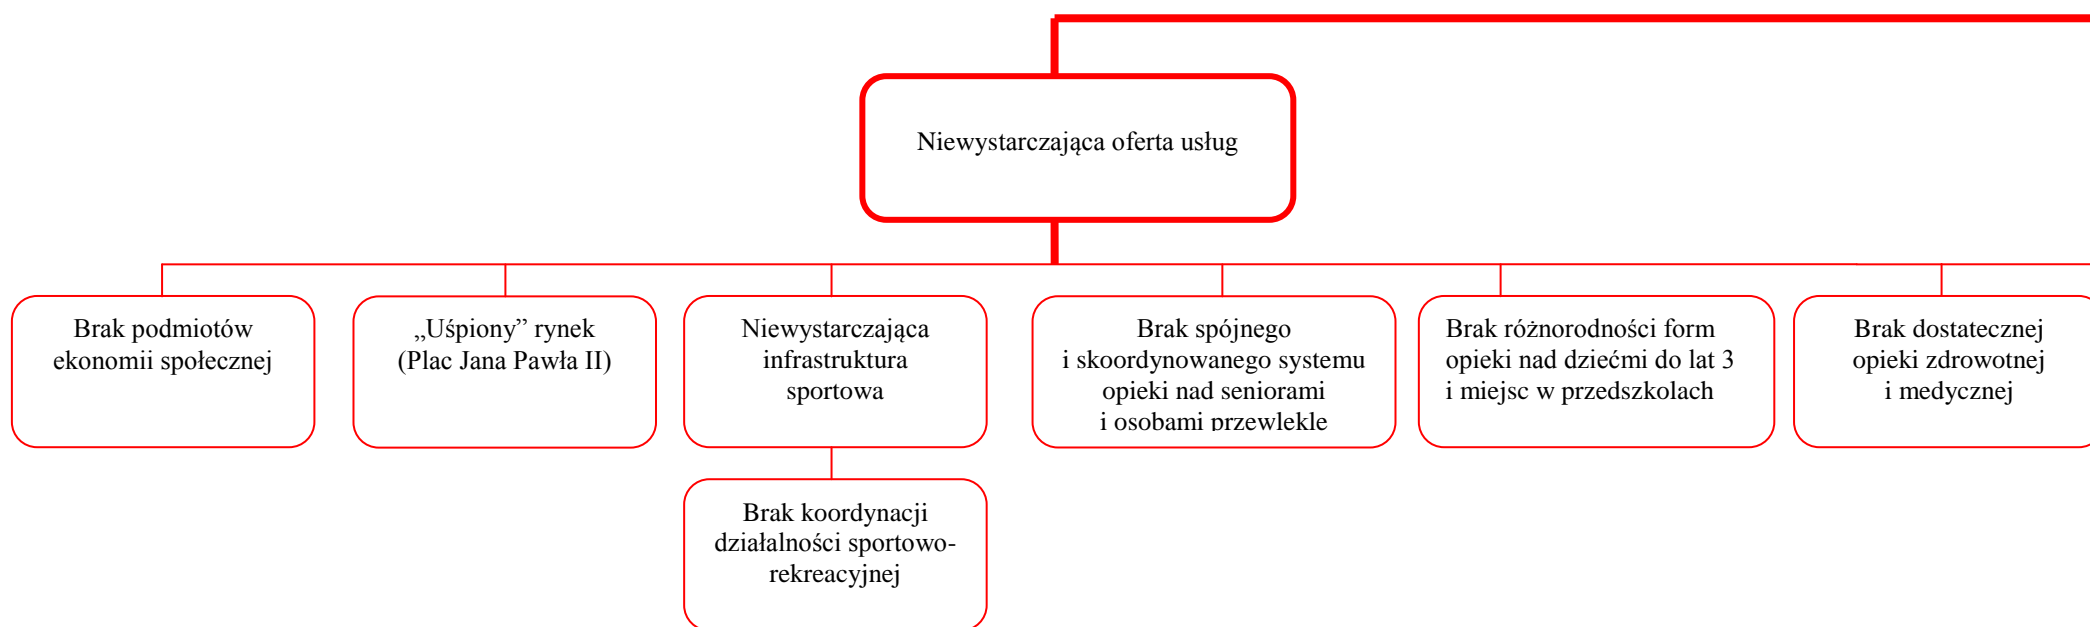 Niewystarczająca oferta usług
Brak podmiotów
ekonomii społecznej
„Uśpiony” rynek
(Plac Jana Pawła II)
Niewystarczająca
infrastruktura
sportowa
Brak spójnego
i skoordynowanego systemu
opieki nad seniorami
i osobami przewlekle
Brak różnorodności form
opieki nad dziećmi do lat 3
i miejsc w przedszkolach
Brak dostatecznej
opieki zdrowotnej
i medycznej
Brak koordynacji
działalności sportowo-
rekreacyjnej